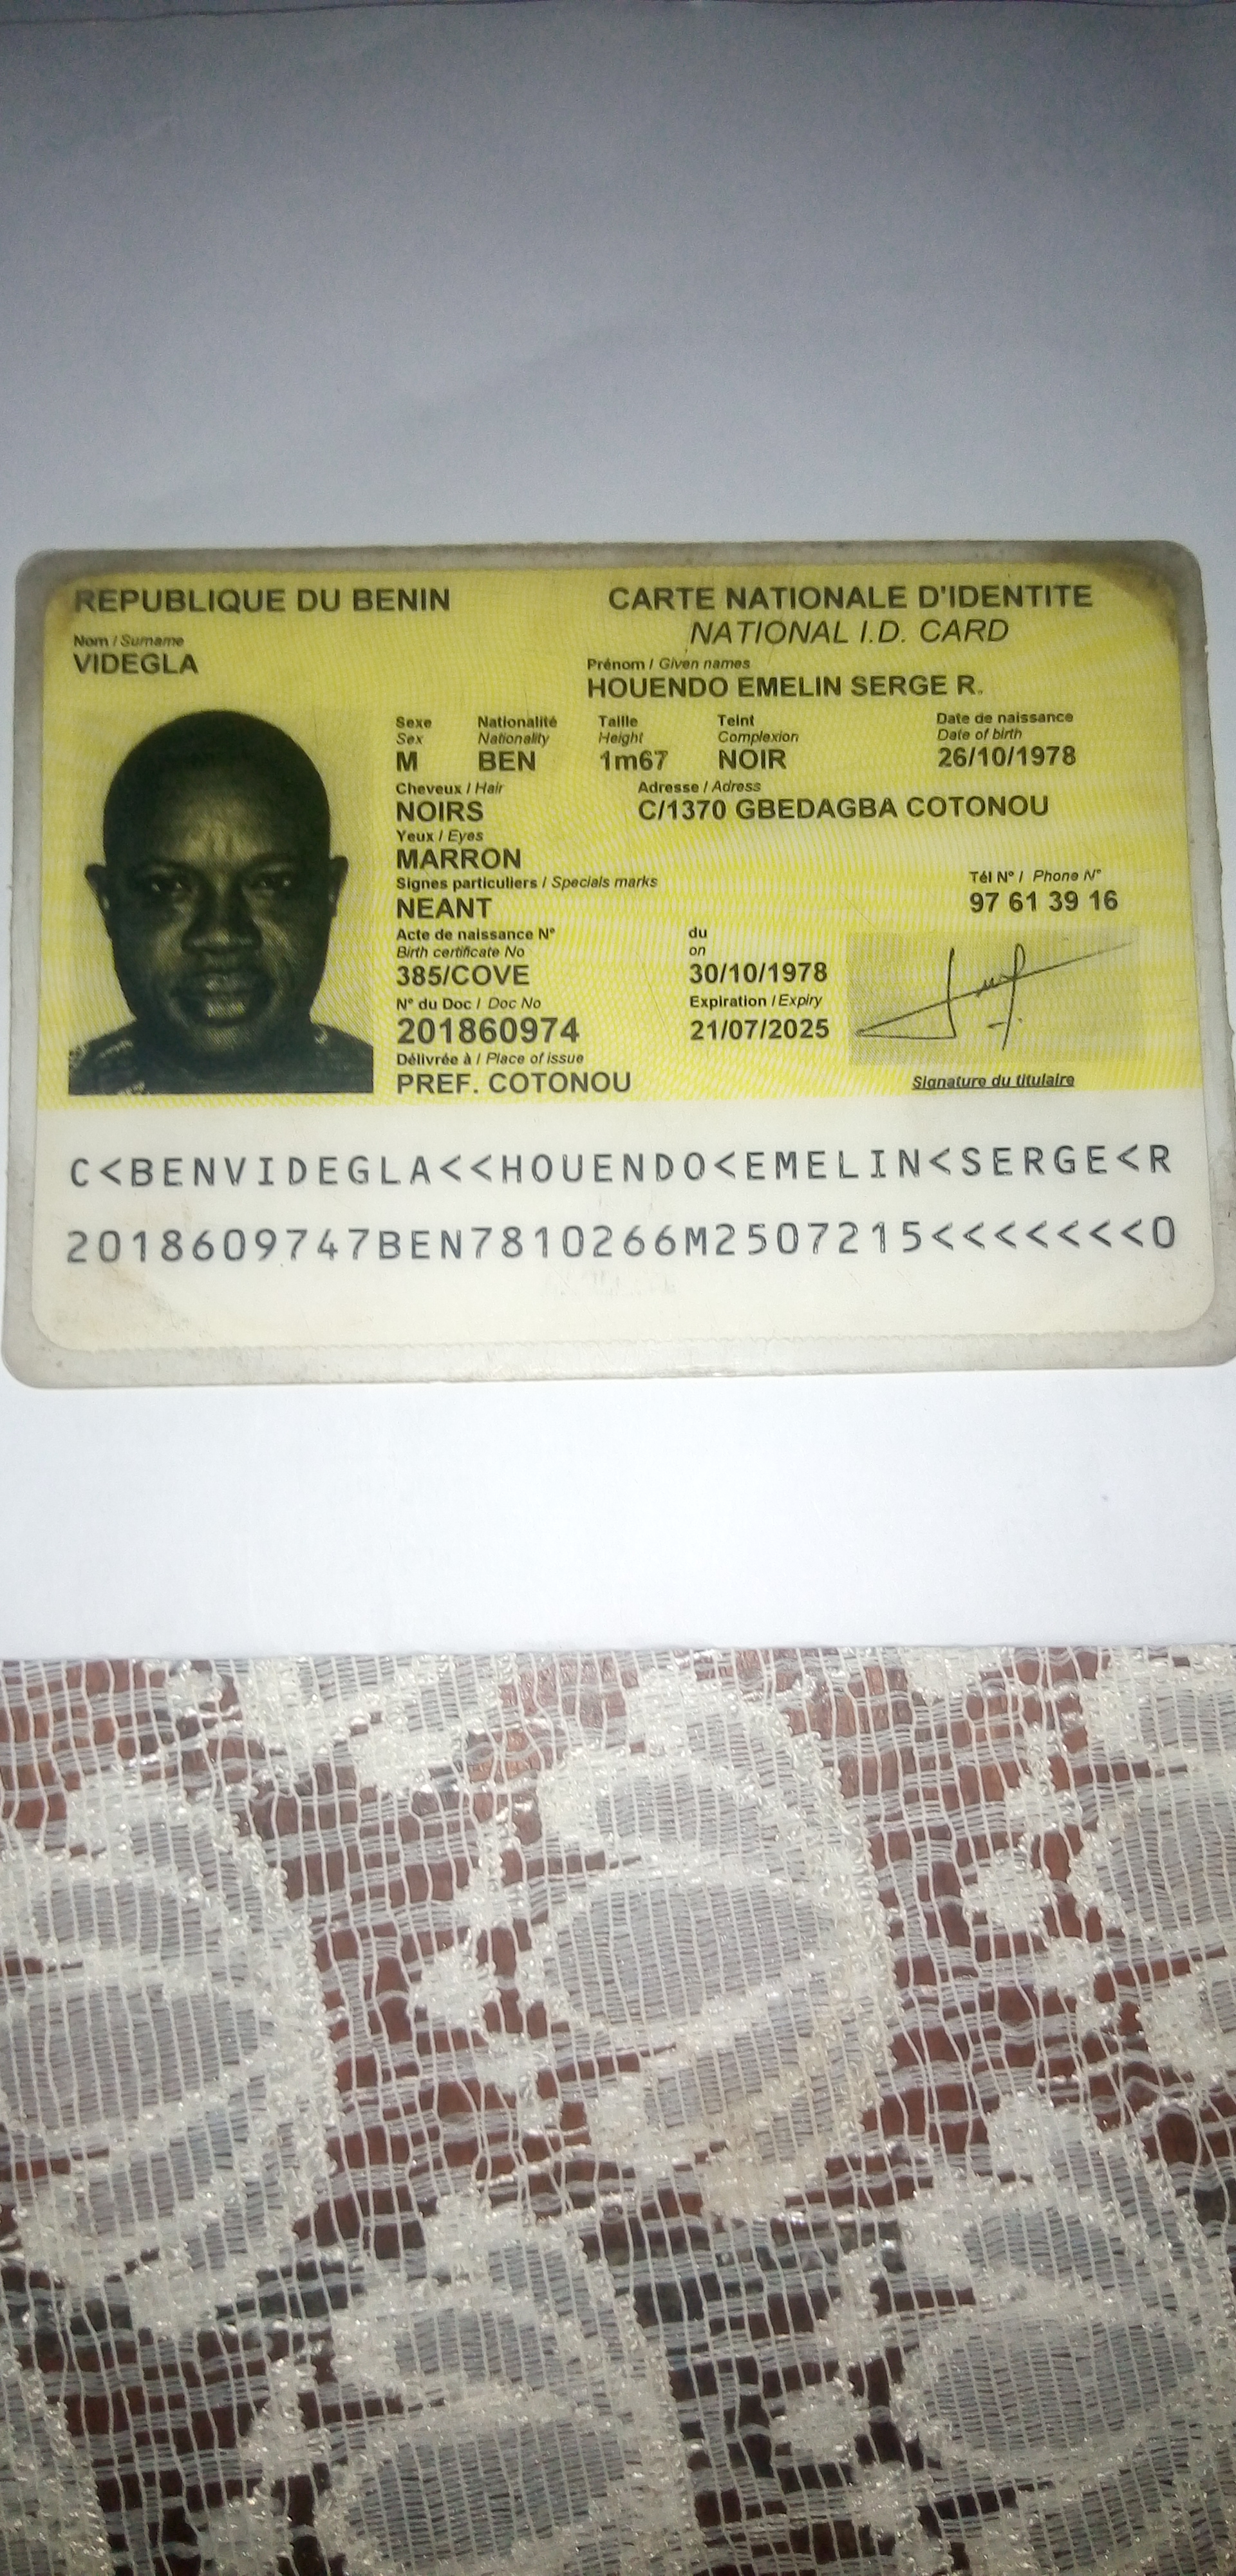 REPUBLIQUE DU BENIN
CARTE NATIONALE D'IDENTITE
NATIONAL I.D. CARD
Nom / Surname
VIDEGLA
Prénom / Given names
HOUENDO EMELIN SERGE R.
Sexe Nationalité Taille Teint Date de naissance
Sex Nationality Height Complexion Date of birth
M BEN 1m67 NOIR 26/10/1978
Cheveux / Hair Adresse / Adress
NOIRS C/1370 GBEDAGBA COTONOU
Yeux / Eyes
MARRON
Signes particuliers / Specials marks Tél N° / Phone N°
NEANT 97 61 39 16
Acte de naissance N° du
Birth certificate No on
385/COVE 30/10/1978
N° du Doc / Doc No Expiration / Expiry
201860974 21/07/2025
Délivrée à / Place of issue
PREF. COTONOU Signature du titulaire
C<BENVIDEGLA<<HOUENDO<EMELIN<SERGE<R
2018609747BEN7810266M2507215<<<<<<<0